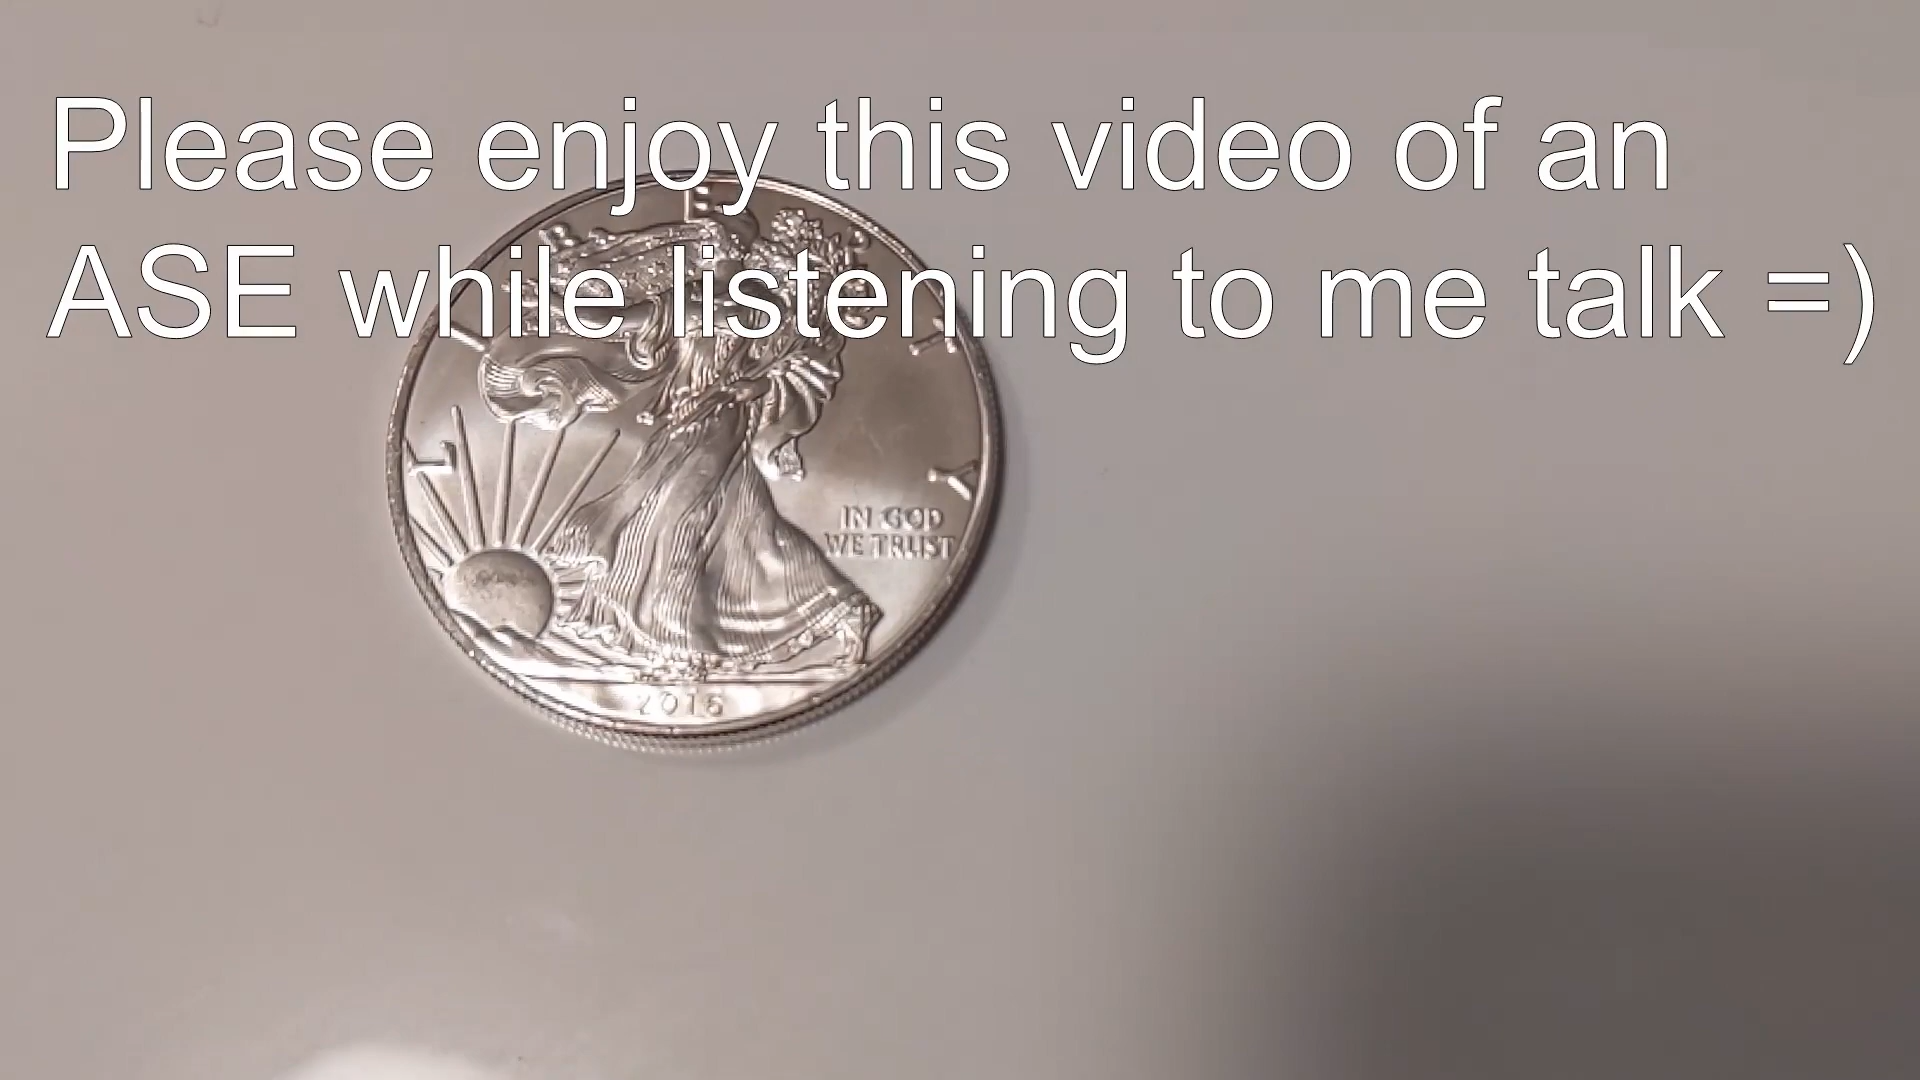 Please enjoy this video of an
ASE while listening to me talk =)
L I B E R T Y
IN GOD
WE TRUST
2016